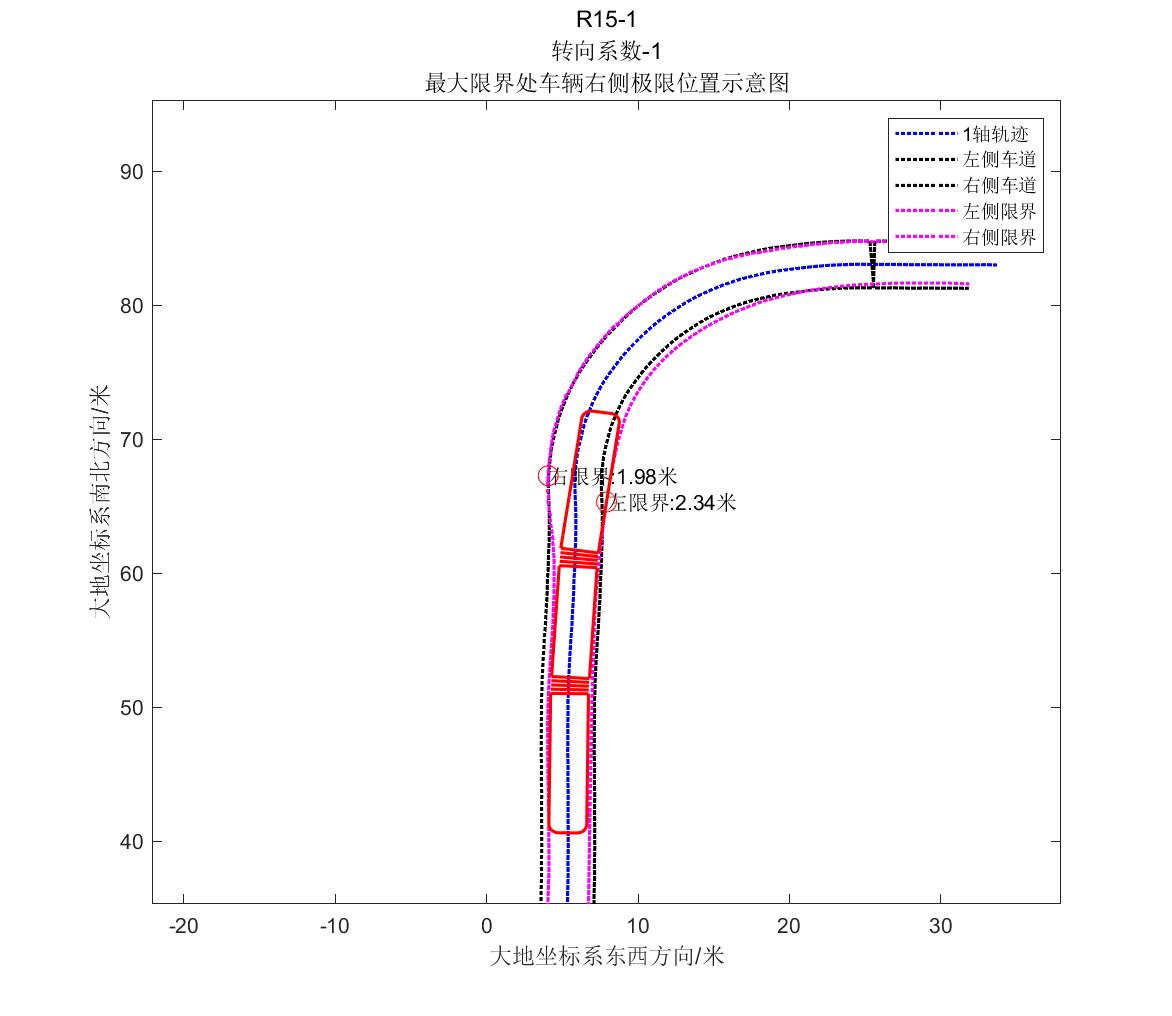 R15-1
转向系数-1
最大限界处车辆右侧极限位置示意图
1轴轨迹
左侧车道
右侧车道
左侧限界
右侧限界
90
80
70
60
50
40
右限界:1.98米
左限界:2.34米
大地坐标系南北方向/米
-20
-10
0
10
20
30
大地坐标系东西方向/米